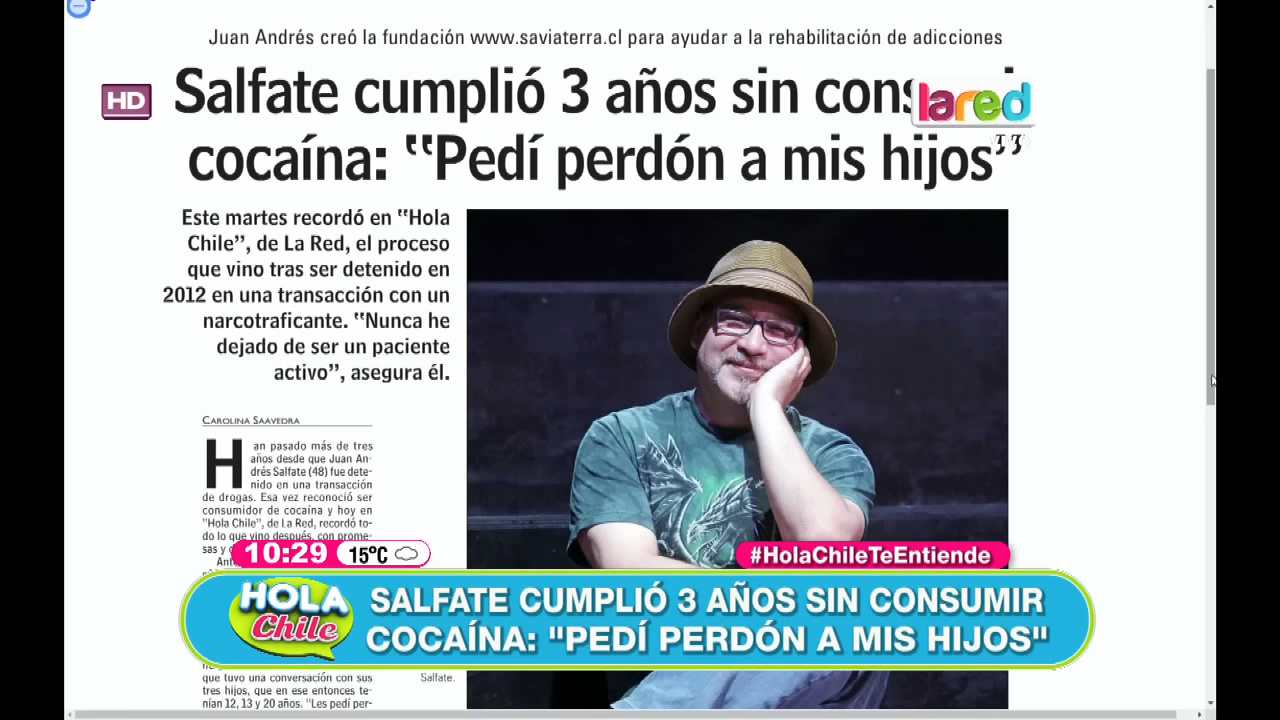 Juan Andrés creó la fundación www.saviaterra.cl para ayudar a la rehabilitación de adicciones
HD
Salfate cumplió 3 años sin
lared
cocaína: "Pedí perdón a mis hijos"
Este martes recordó en "Hola
Chile", de La Red, el proceso
que vino tras ser detenido en
2012 en una transacción con un
narcotraficante. "Nunca he
dejado de ser un paciente
activo", asegura él.
CAROLINA SAAVEDRA
Han pasado más de tres
años desde que Juan An-
drés Salfate (48) fue dete-
nido en una transacción
de drogas. Esa vez reconoció ser
consumidor de cocaína y hoy en
"Hola Chile", de La Red, recordó to-
do lo que vino después, con prome-
sas y
10:29 15°C
#HolaChileTeEntiende
HOLA
Chile
SALFATE CUMPLIÓ 3 AÑOS SIN CONSUMIR
COCAÍNA: "PEDÍ PERDÓN A MIS HIJOS"
que tuvo una conversación con sus
Salfate.
tres hijos, que en ese entonces te-
nían 12, 13 y 20 años. "Les pedí per-